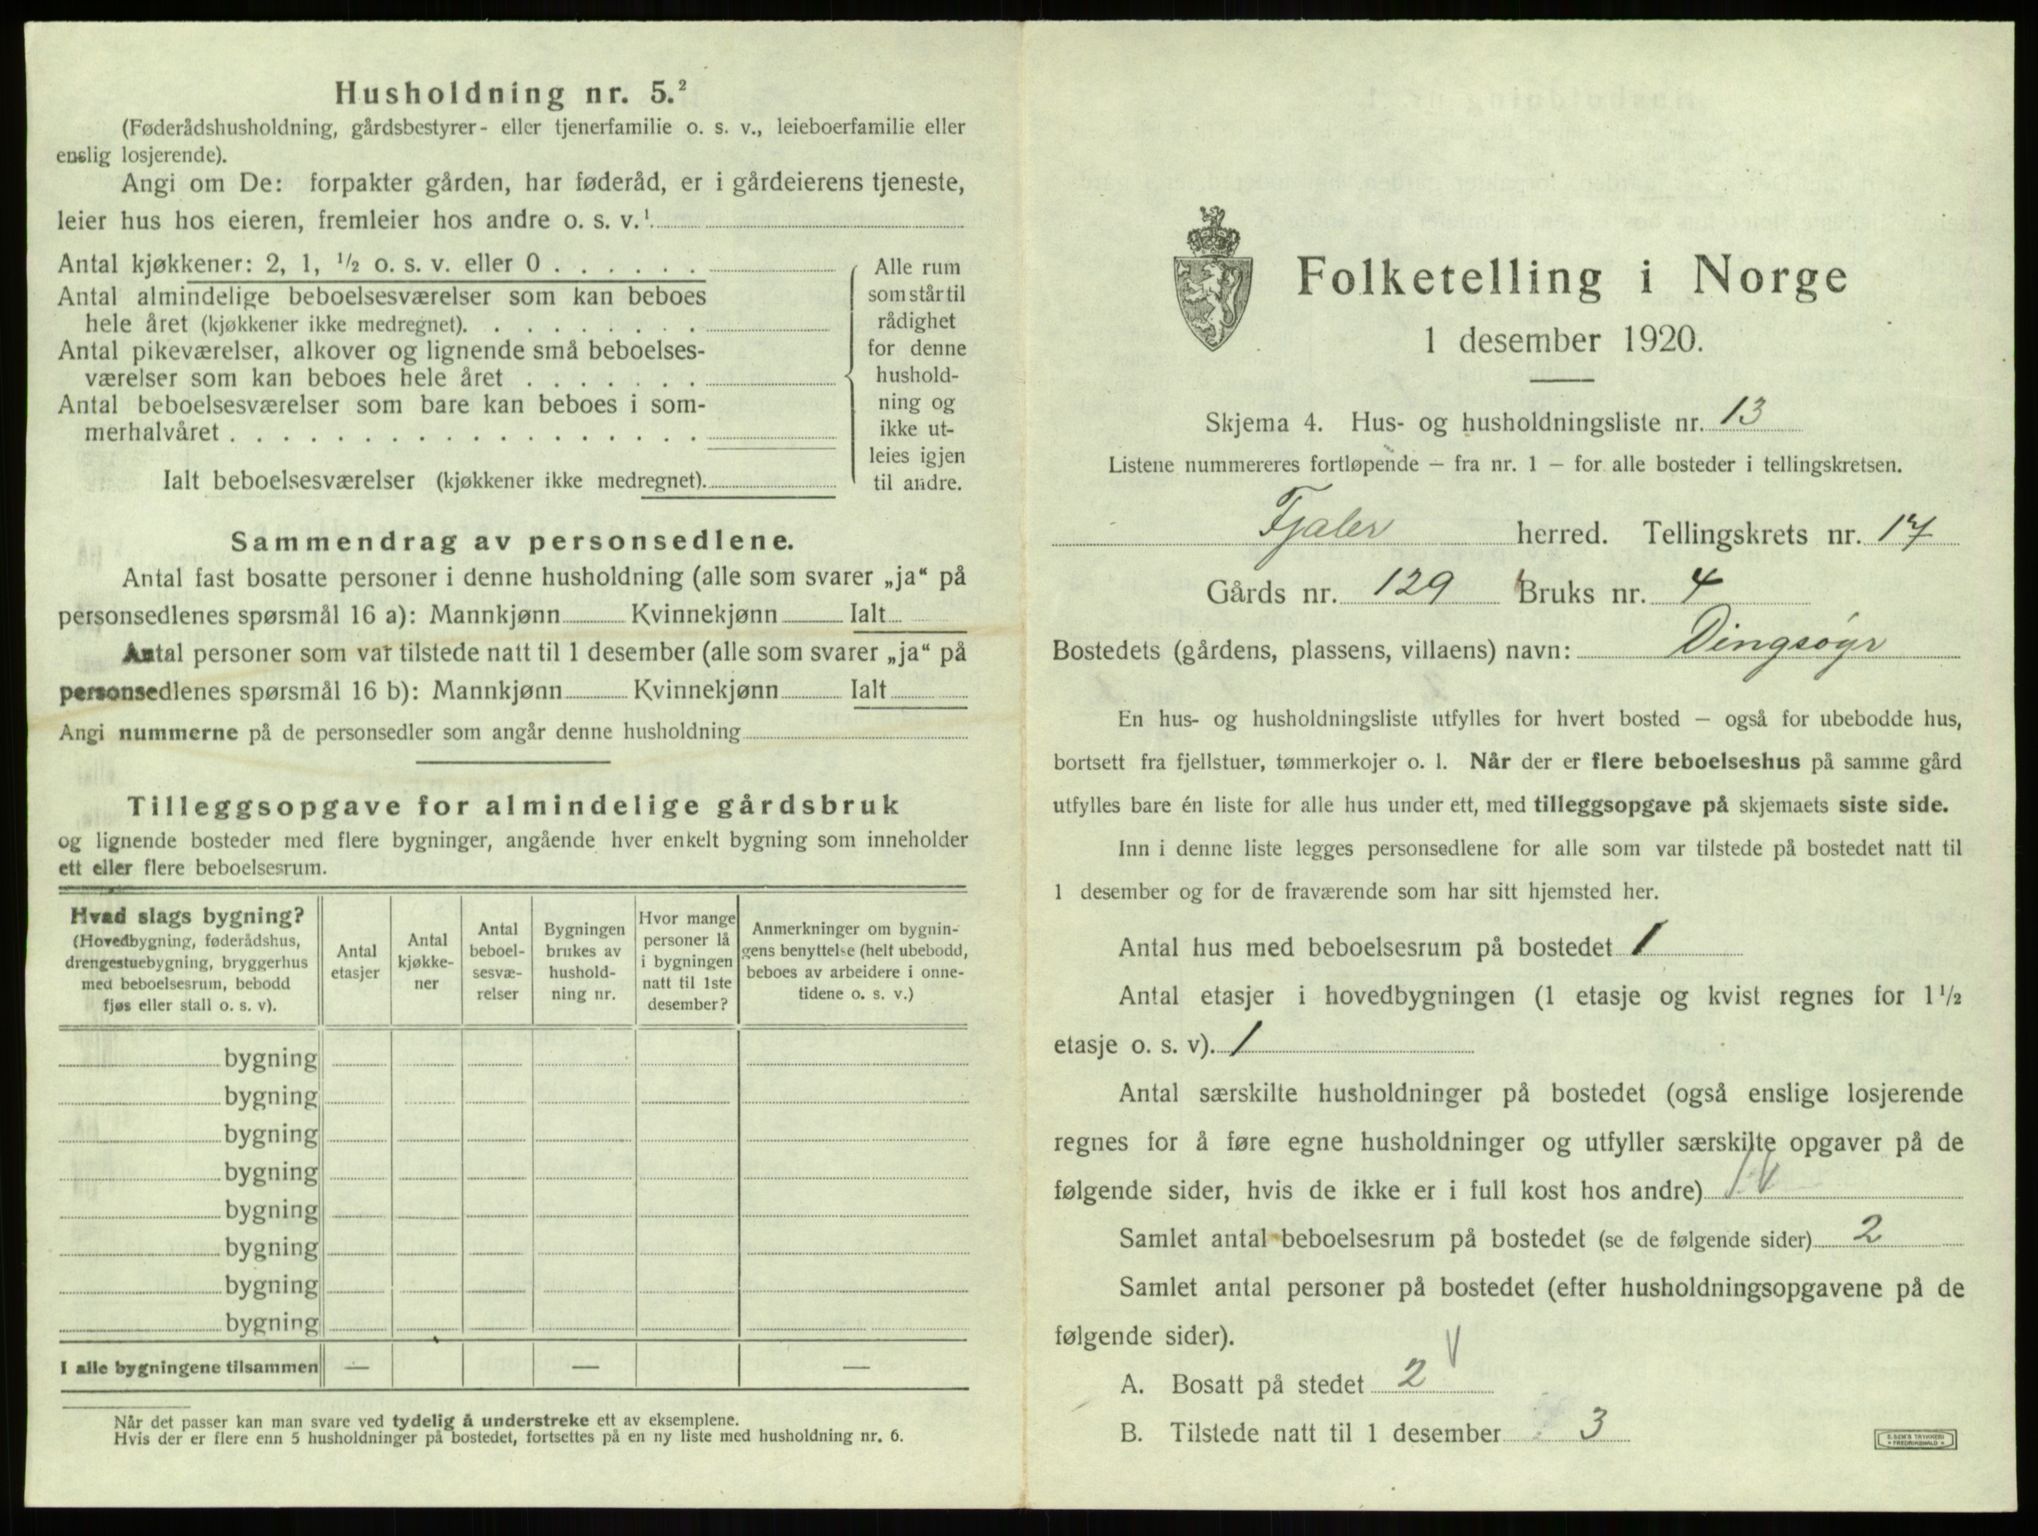 Husholdning nr. 5.²
(Føderådshusholdning, gårdsbestyrer- eller tjenerfamilie o. s. v., leieboerfamilie eller
enslig losjerende).
Angi om De: forpakter gården, har føderåd, er i gårdeierens tjeneste,
leier hus hos eieren, fremleier hos andre o. s. v.¹
Antal kjøkkener: 2, 1, ½ o. s. v. eller 0 . . . . . .
Antal almindelige beboelsesværelser som kan beboes
hele året (kjøkkener ikke medregnet). . . . . . . . .
Antal pikeværelser, alkover og lignende små beboelses-
værelser som kan beboes hele året . . . . . . .
Antal beboelsesværelser som bare kan beboes i som-
merhalvåret . . . . . . . . . . . . . . . . . .
Ialt beboelsesværelser (kjøkkener ikke medregnet).
Alle rum
som står til
rådighet
for denne
hushold-
ning og
ikke ut-
leies igjen
til andre.
Sammendrag av personsedlene.
Antal fast bosatte personer i denne husholdning (alle som svarer „ja“ på
personsedlenes spørsmål 16 a): Mannkjønn Kvinnekjønn Ialt
Antal personer som var tilstede natt til 1 desember (alle som svarer „ja“ på
personsedlenes spørsmål 16 b): Mannkjønn Kvinnekjønn Ialt
Angi nummerne på de personsedler som angår denne husholdning
Tilleggsopgave for almindelige gårdsbruk
og lignende bosteder med flere bygninger, angående hver enkelt bygning som inneholder
ett eller flere beboelsesrum.
Hvad slags bygning?
(Hovedbygning, føderådshus,
drengestuebygning, bryggerhus
med beboelsesrum, bebodd
fjøs eller stall o. s. v).
Antal
etasjer
Antal
kjøkke-
ner
Antal
beboel-
sesvæ-
relser
Bygningen
brukes av
hushold-
ning nr.
Hvor mange
personer lå
i bygningen
natt til 1ste
desember?
Anmerkninger om bygnin-
gens benyttelse (helt ubebodd,
beboes av arbeidere i onne-
tidene o. s. v.)
bygning
bygning
bygning
bygning
bygning
bygning
bygning
bygning
I alle bygningene tilsammen — — —
Når det passer kan man svare ved tydelig å understreke ett av eksemplene.
Hvis der er flere enn 5 husholdninger på bostedet, fortsettes på en ny liste med husholdning nr. 6.
Folketelling i Norge
1 desember 1920.
Skjema 4. Hus- og husholdningsliste nr. 13
Listene nummereres fortløpende – fra nr. 1 – for alle bosteder i tellingskretsen.
Fjaler herred. Tellingskrets nr. 17
Gårds nr. 129 Bruks nr. 4
Bostedets (gårdens, plassens, villaens) navn: Dingsøyr
En hus- og husholdningsliste utfylles for hvert bosted – også for ubebodde hus,
bortsett fra fjellstuer, tømmerkojer o. l. Når der er flere beboelseshus på samme gård
utfylles bare én liste for alle hus under ett, med tilleggsopgave på skjemaets siste side.
Inn i denne liste legges personsedlene for alle som var tilstede på bostedet natt til
1 desember og for de fraværende som har sitt hjemsted her.
Antal hus med beboelsesrum på bostedet 1
Antal etasjer i hovedbygningen (1 etasje og kvist regnes for 1½
etasje o. s. v). 1
Antal særskilte husholdninger på bostedet (også enslige losjerende
regnes for å føre egne husholdninger og utfyller særskilte opgaver på de
følgende sider, hvis de ikke er i full kost hos andre) 1
Samlet antal beboelsesrum på bostedet (se de følgende sider) 2
Samlet antal personer på bostedet (efter husholdningsopgavene på de
følgende sider).
A. Bosatt på stedet 2
B. Tilstede natt til 1 desember 3